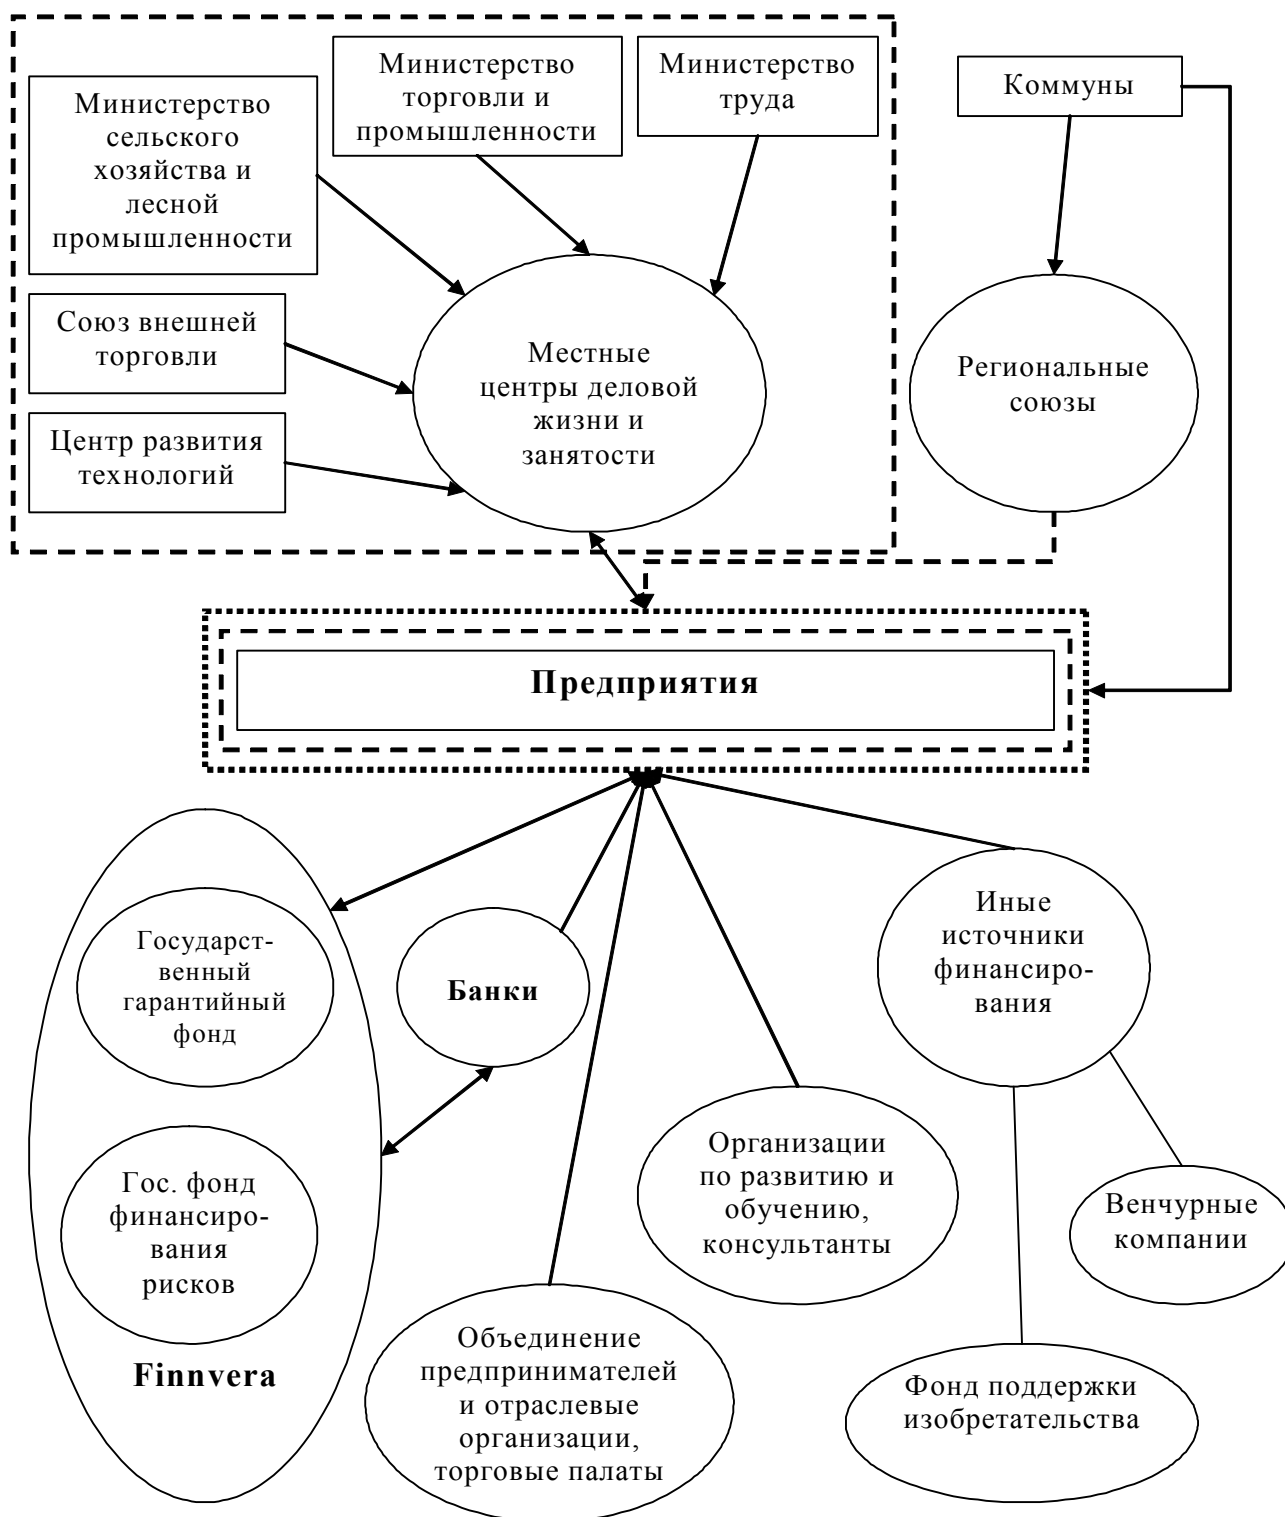 Министерство
сельского
хозяйства и
лесной
промышленности
Министерство
торговли и
промышленности
Министерство
труда
Коммуны
Союз внешней
торговли
Центр развития
технологий
Местные
центры деловой
жизни и
занятости
Региональные
союзы
Предприятия
Государст-
венный
гарантийный
фонд
Гос. фонд
финансиро-
вания
рисков
Finnvera
Банки
Объединение
предпринимателей
и отраслевые
организации,
торговые палаты
Организации
по развитию и
обучению,
консультанты
Иные
источники
финансиро-
вания
Венчурные
компании
Фонд поддержки
изобретательства